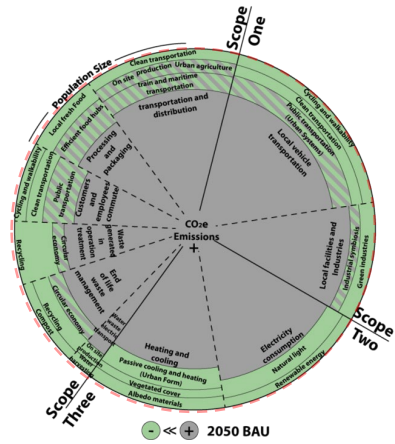 Scope
One
Population Size
Clean transportation
On site production
Urban agriculture
train and maritime
transportation
transportation and
distribution
Cycling and walkability
Clean transportation
Public transportation
(Urban Systems)
Local vehicle
transportation
Local fresh Food
Efficient food hubs
Processing
and
packaging
Cycling and walkability
Clean transportation
Public
transportation
Customers
and
employees'
commute
CO₂e
Emissions
+
Local facilities and
Industries
Industrial symbiosis
Green industries
Recycling
Circular
economy
Waste
generated
in
operation
treatment
End
of life
waste
management
Circular economy
Recycling
Compost
Scope
Two
Electricity
consumption
Natural light
Renewable energy
Heating and
cooling
Passive cooling and heating
(Urban Form)
Vegetated cover
Albedo materials
On site
production
Water
Scope
Three
- << + 2050 BAU